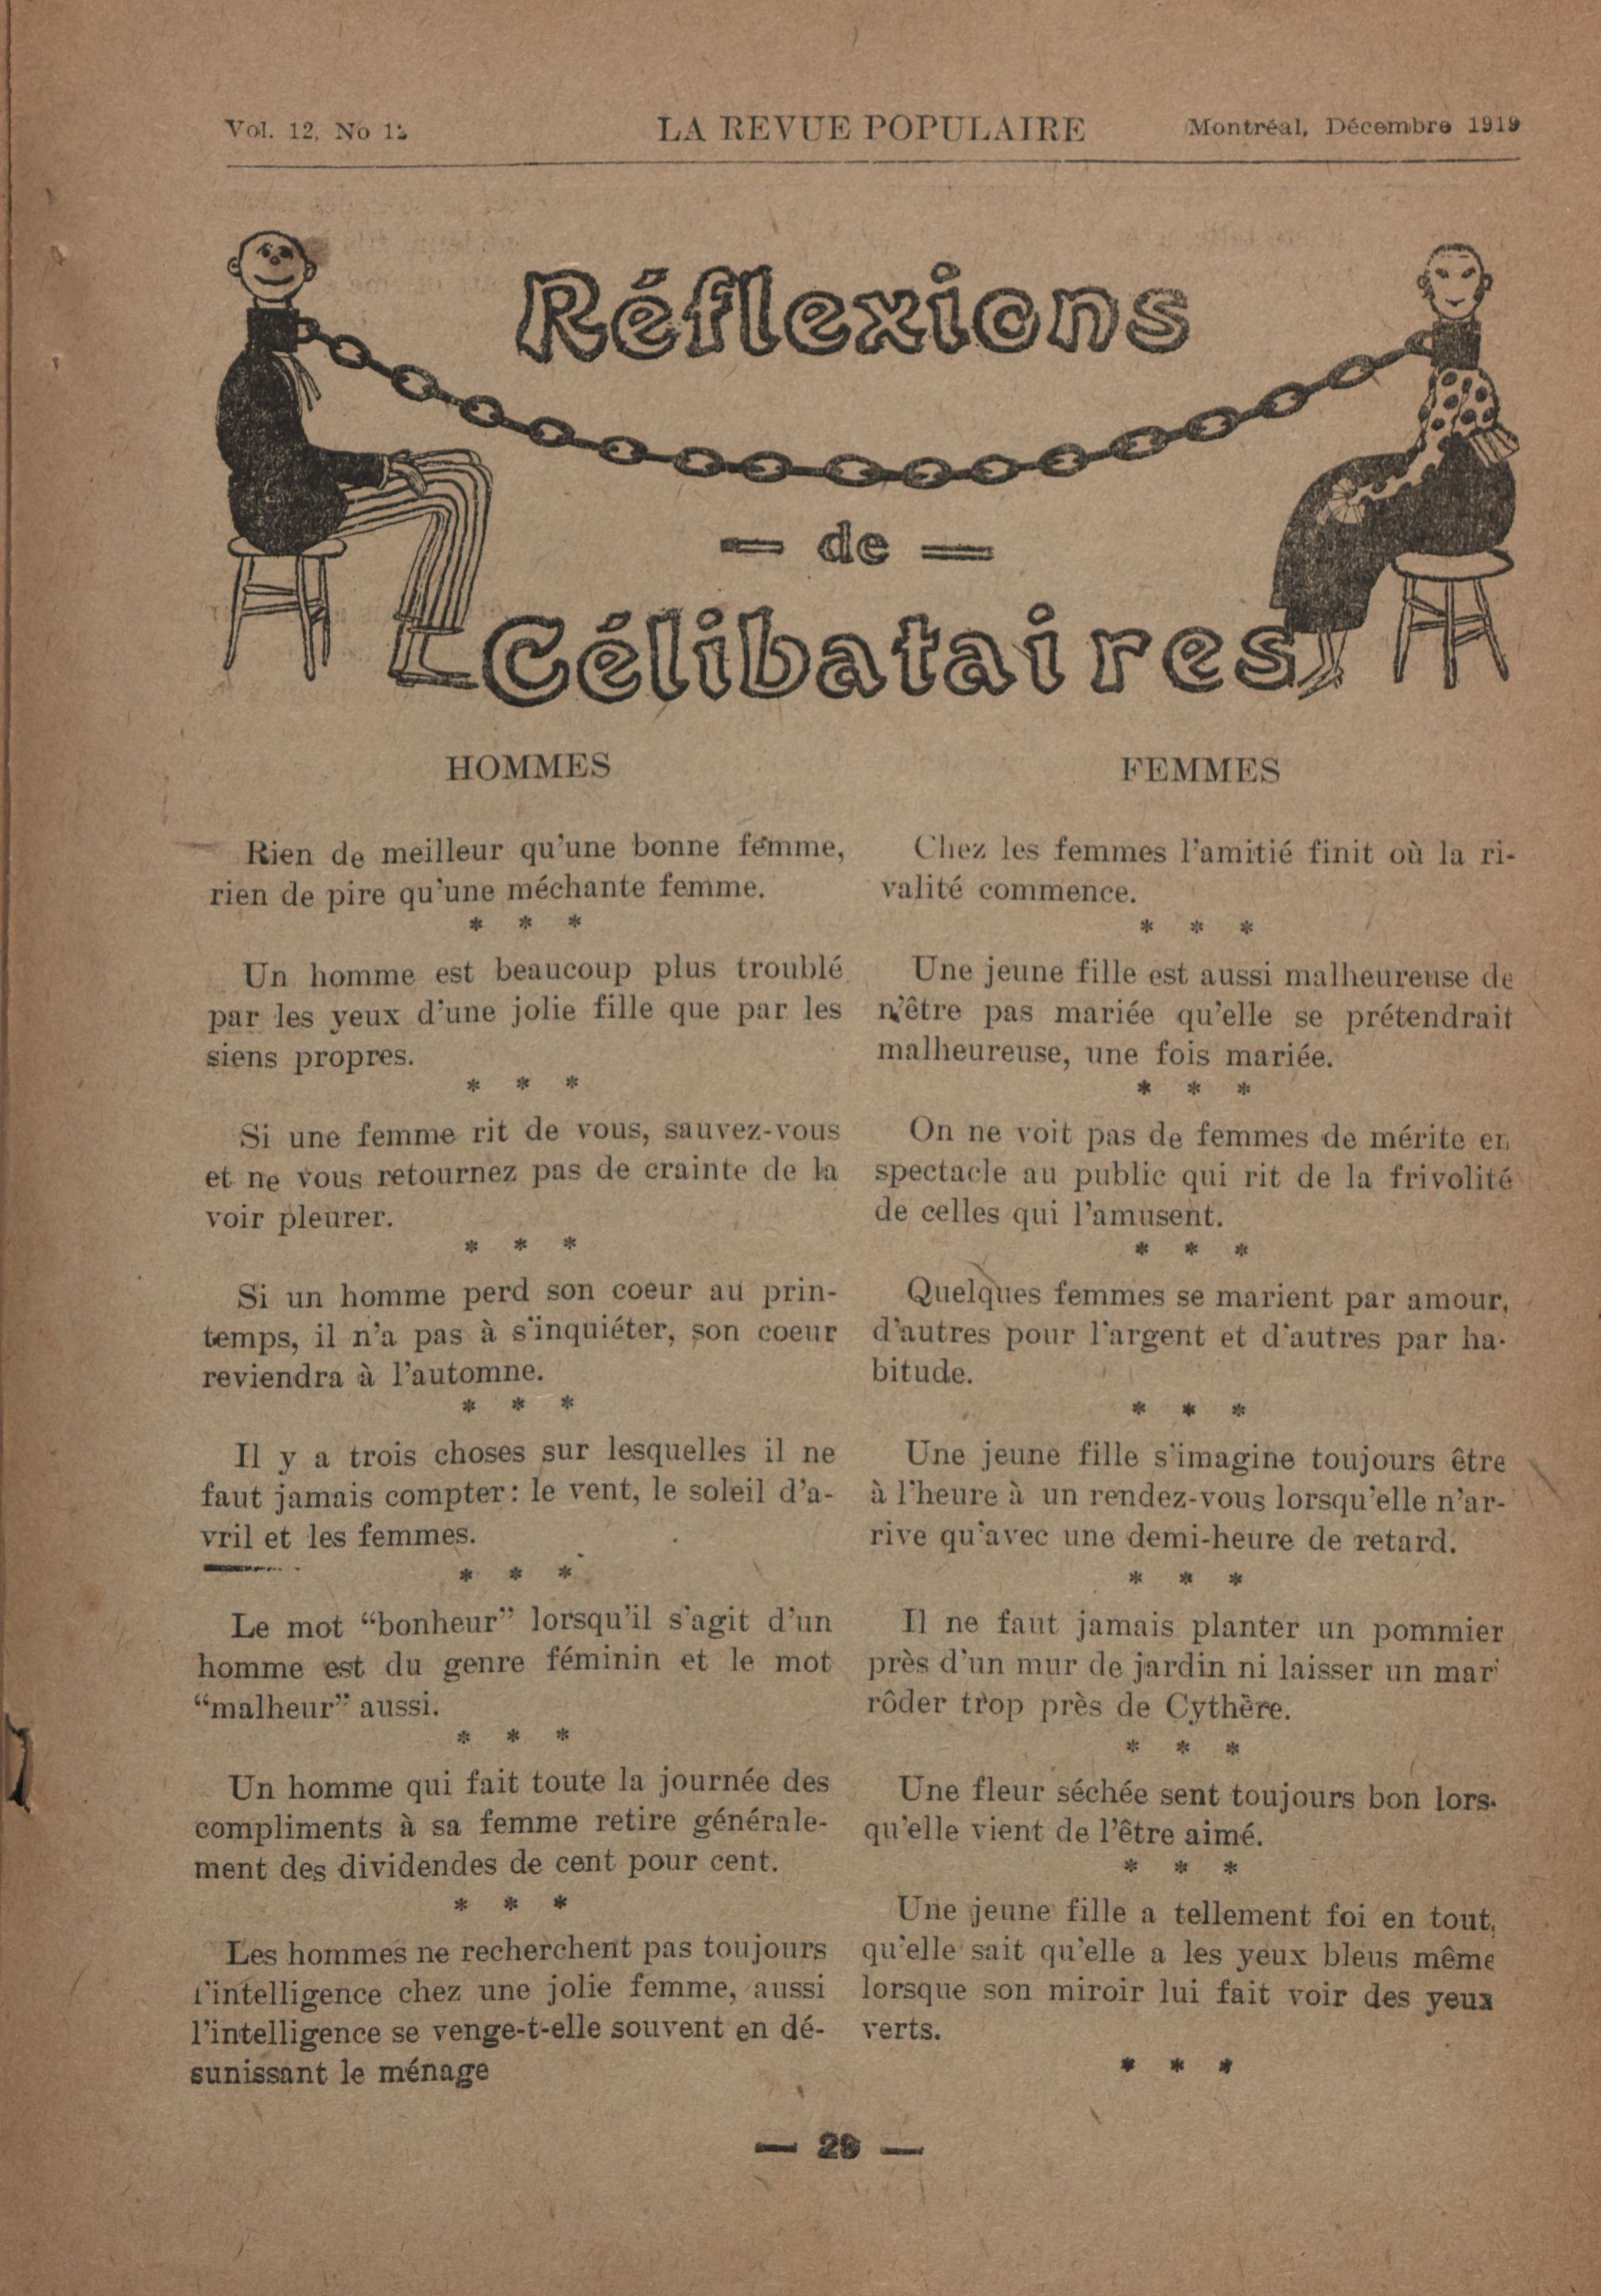 Vol. 12, No 12
LA REVUE POPULAIRE
Montréal, Décembre 1919
Réflexions
— de —
Célibataires
HOMMES
Rien de meilleur qu'une bonne femme,
rien de pire qu'une méchante femme.
* * *
Un homme est beaucoup plus troublé
par les yeux d'une jolie fille que par les
siens propres.
* * *
Si une femme rit de vous, sauvez-vous
et ne vous retournez pas de crainte de la
voir pleurer.
* * *
Si un homme perd son coeur au prin-
temps, il n'a pas à s'inquiéter, son coeur
reviendra à l'automne.
* * *
Il y a trois choses sur lesquelles il ne
faut jamais compter: le vent, le soleil d'a-
vril et les femmes.
* * *
Le mot "bonheur" lorsqu'il s'agit d'un
homme est du genre féminin et le mot
"malheur" aussi.
* * *
Un homme qui fait toute la journée des
compliments à sa femme retire générale-
ment des dividendes de cent pour cent.
* * *
Les hommes ne recherchent pas toujours
l'intelligence chez une jolie femme, aussi
l'intelligence se venge-t-elle souvent en dé-
sunissant le ménage
FEMMES
Chez les femmes l'amitié finit où la ri-
valité commence.
* * *
Une jeune fille est aussi malheureuse de
n'être pas mariée qu'elle se prétendrait
malheureuse, une fois mariée.
* * *
On ne voit pas de femmes de mérite en
spectacle au public qui rit de la frivolité
de celles qui l'amusent.
* * *
Quelques femmes se marient par amour,
d'autres pour l'argent et d'autres par ha-
bitude.
* * *
Une jeune fille s'imagine toujours être
à l'heure à un rendez-vous lorsqu'elle n'ar-
rive qu'avec une demi-heure de retard.
* * *
Il ne faut jamais planter un pommier
près d'un mur de jardin ni laisser un mari
rôder trop près de Cythère.
* * *
Une fleur séchée sent toujours bon lors-
qu'elle vient de l'être aimé.
* * *
Une jeune fille a tellement foi en tout,
qu'elle sait qu'elle a les yeux bleus même
lorsque son miroir lui fait voir des yeux
verts.
* * *